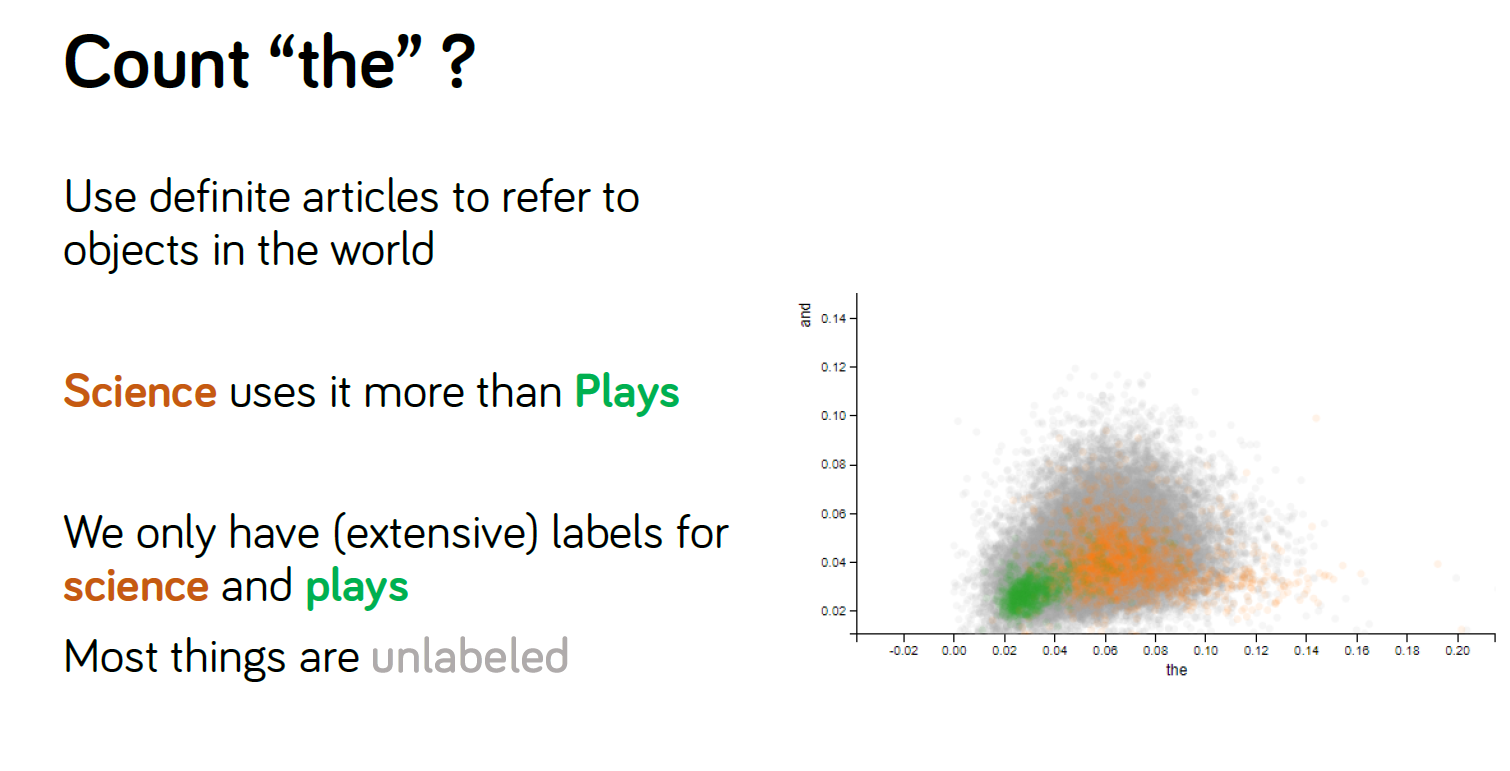 Count “the” ?
Use definite articles to refer to
objects in the world
Science uses it more than Plays
We only have (extensive) labels for
science and plays
Most things are unlabeled
and
0.14
0.12
0.10
0.08
0.06
0.04
0.02
-0.02 0.00 0.02 0.04 0.06 0.08 0.10 0.12 0.14 0.16 0.18 0.20
the